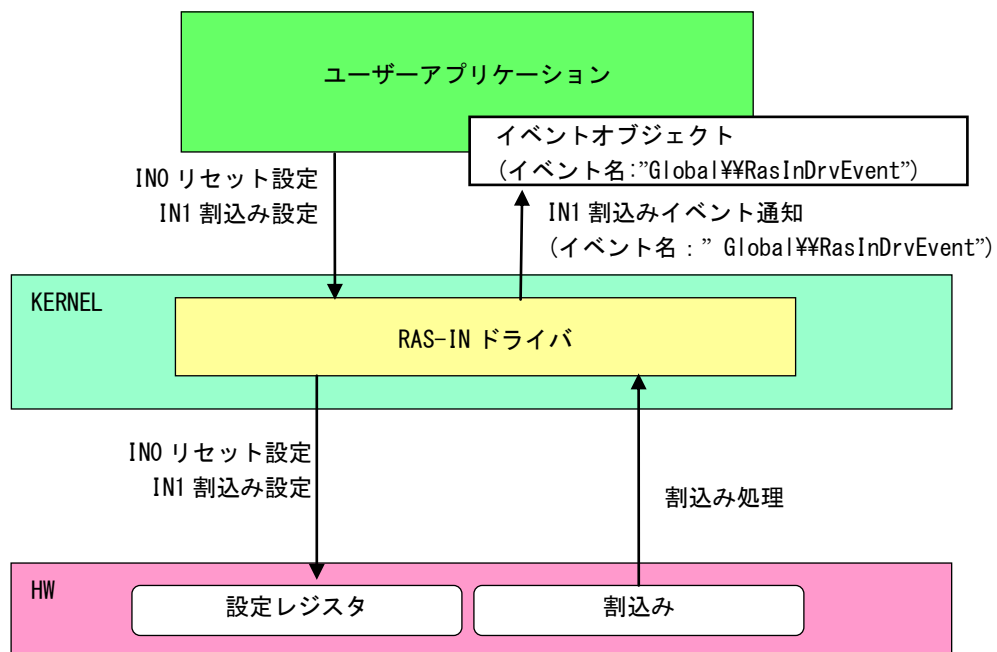 ユーザーアプリケーション
イベントオブジェクト
(イベント名:”Global¥¥RasInDrvEvent”)
IN0 リセット設定
IN1 割込み設定
IN1 割込みイベント通知
(イベント名：” Global¥¥RasInDrvEvent”)
KERNEL
RAS-IN ドライバ
IN0 リセット設定
IN1 割込み設定
割込み処理
HW
設定レジスタ
割込み